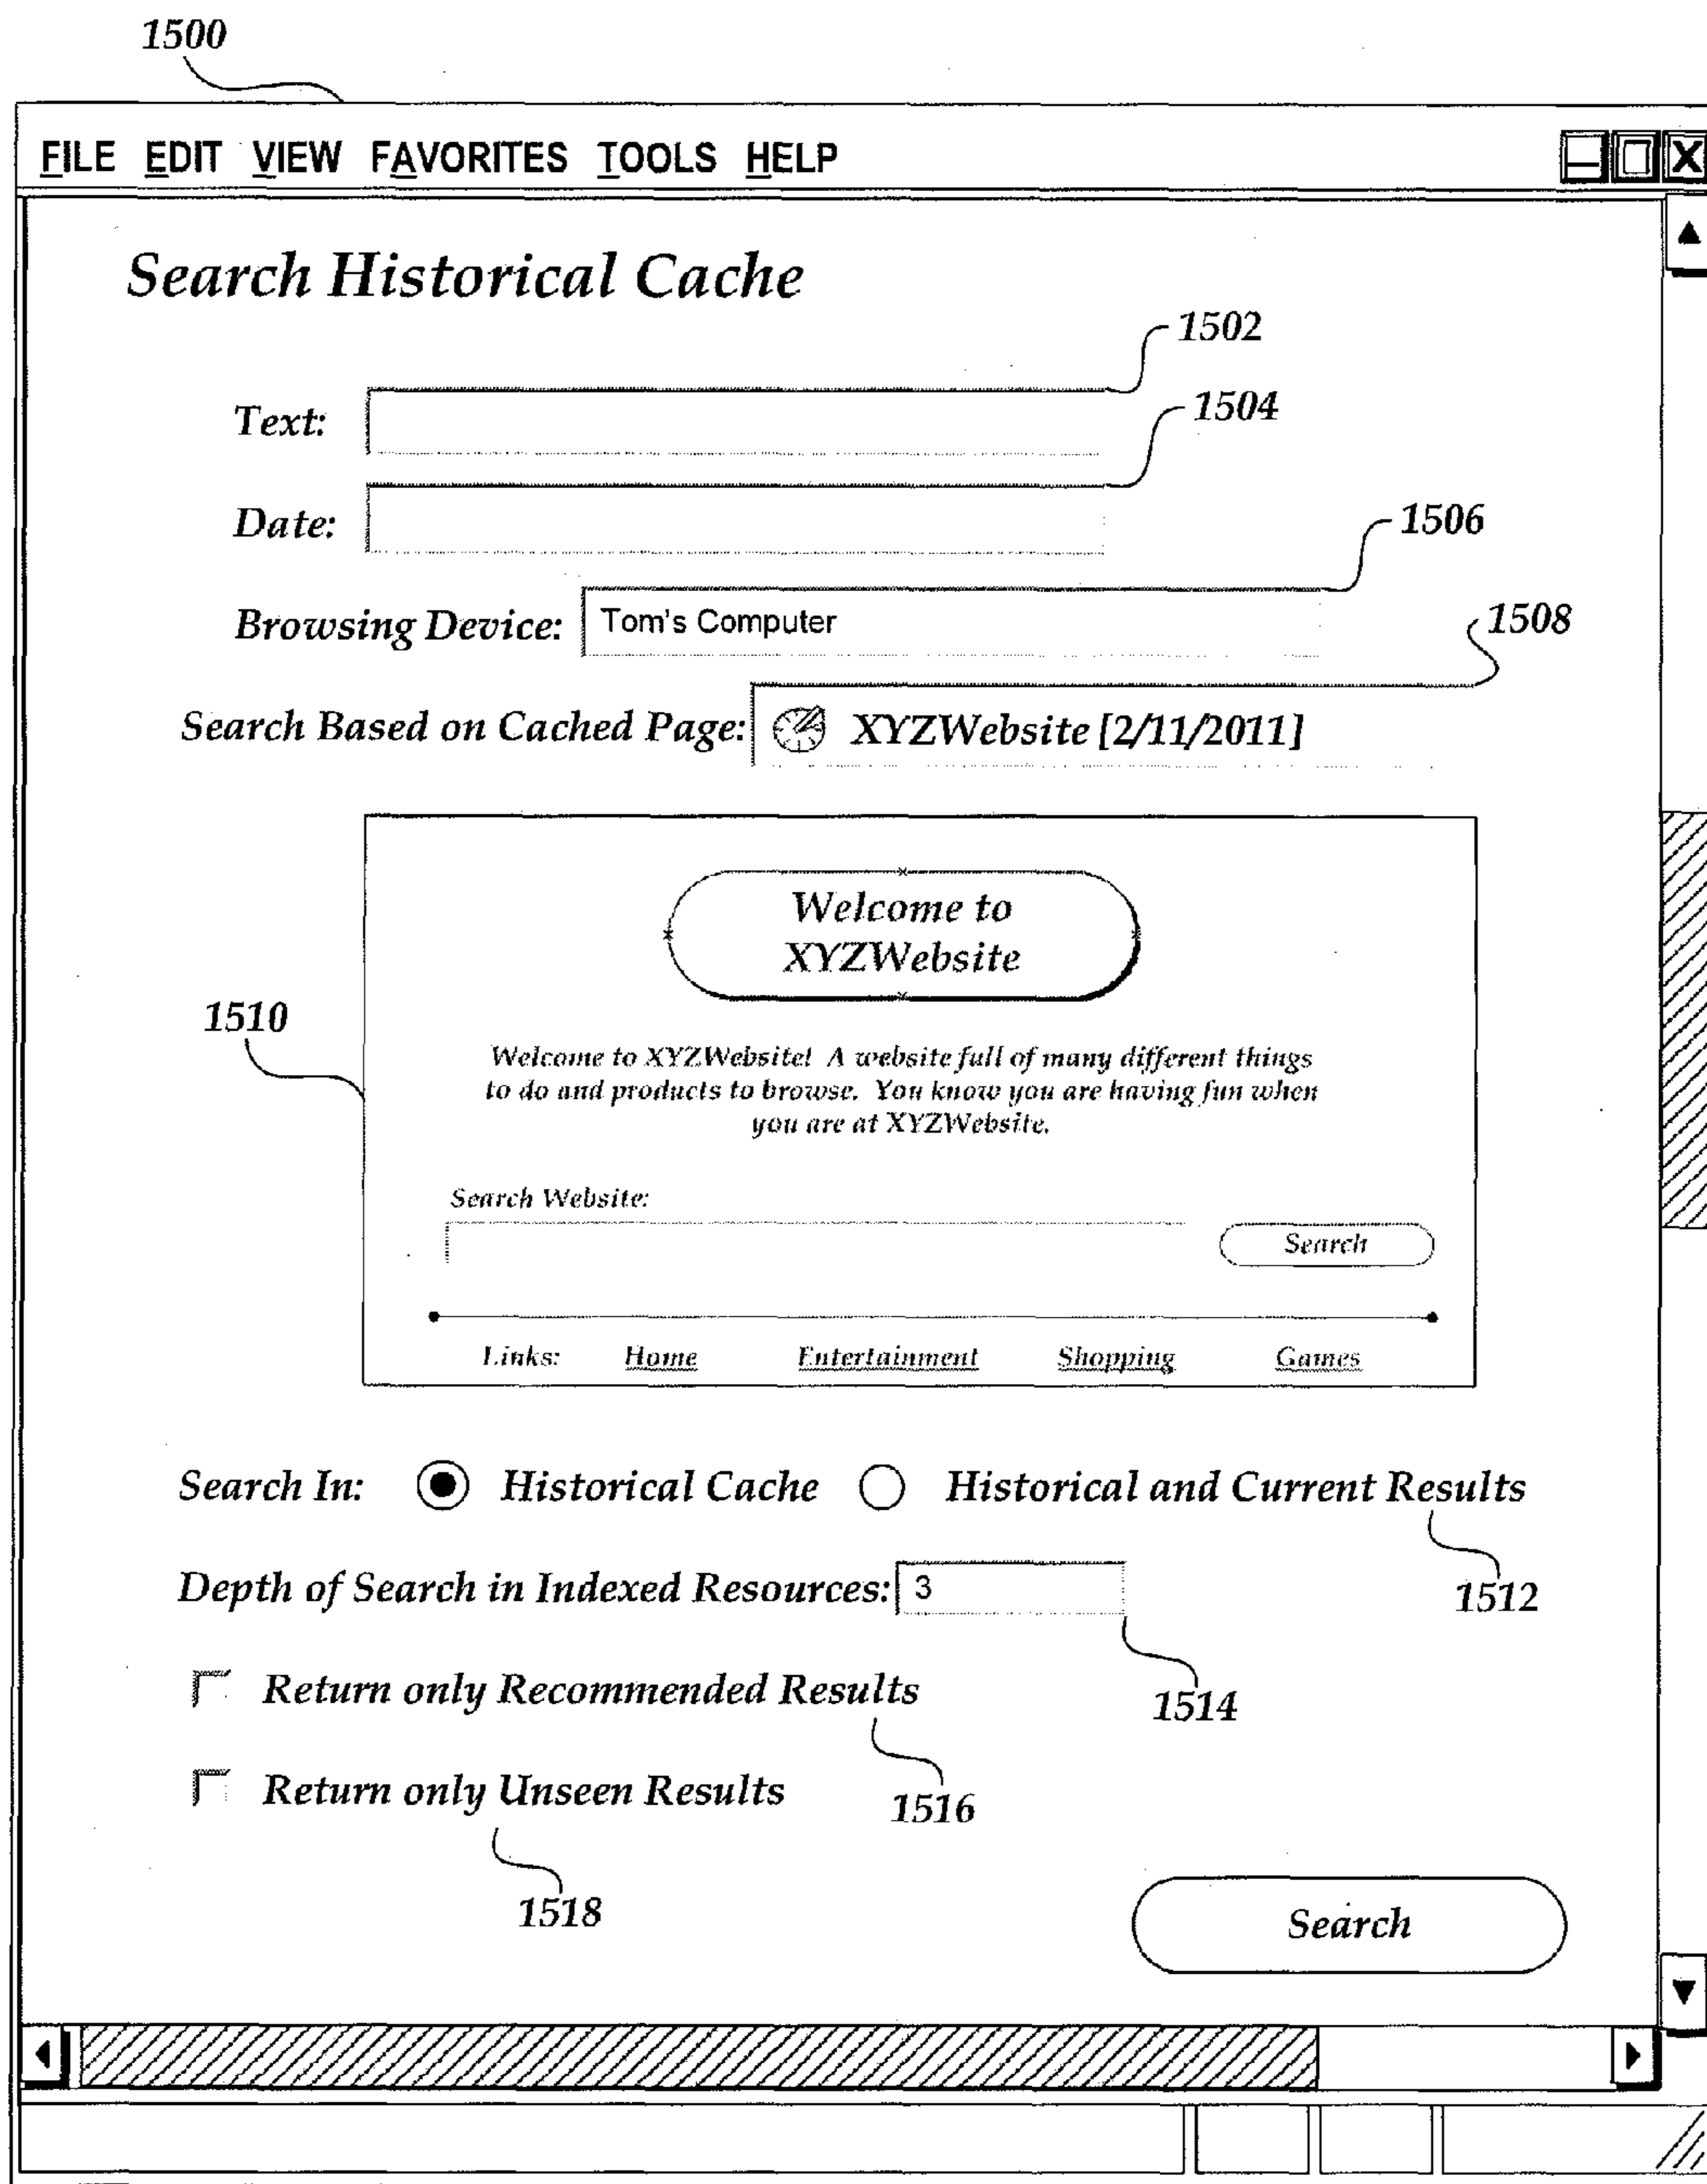 1500
FILE EDIT VIEW FAVORITES TOOLS HELP
Search Historical Cache
1502
Text:
1504
Date:
1506
Browsing Device: Tom's Computer
1508
Search Based on Cached Page: XYZWebsite [2/11/2011]
Welcome to
XYZWebsite
1510
Welcome to XYZWebsite! A website full of many different things
to do and products to browse. You know you are having fun when
you are at XYZWebsite.
Search Website:
Search
Links: Home Entertainment Shopping Games
Search In: Historical Cache Historical and Current Results
1512
Depth of Search in Indexed Resources: 3
1514
Return only Recommended Results
1516
Return only Unseen Results
1518
Search